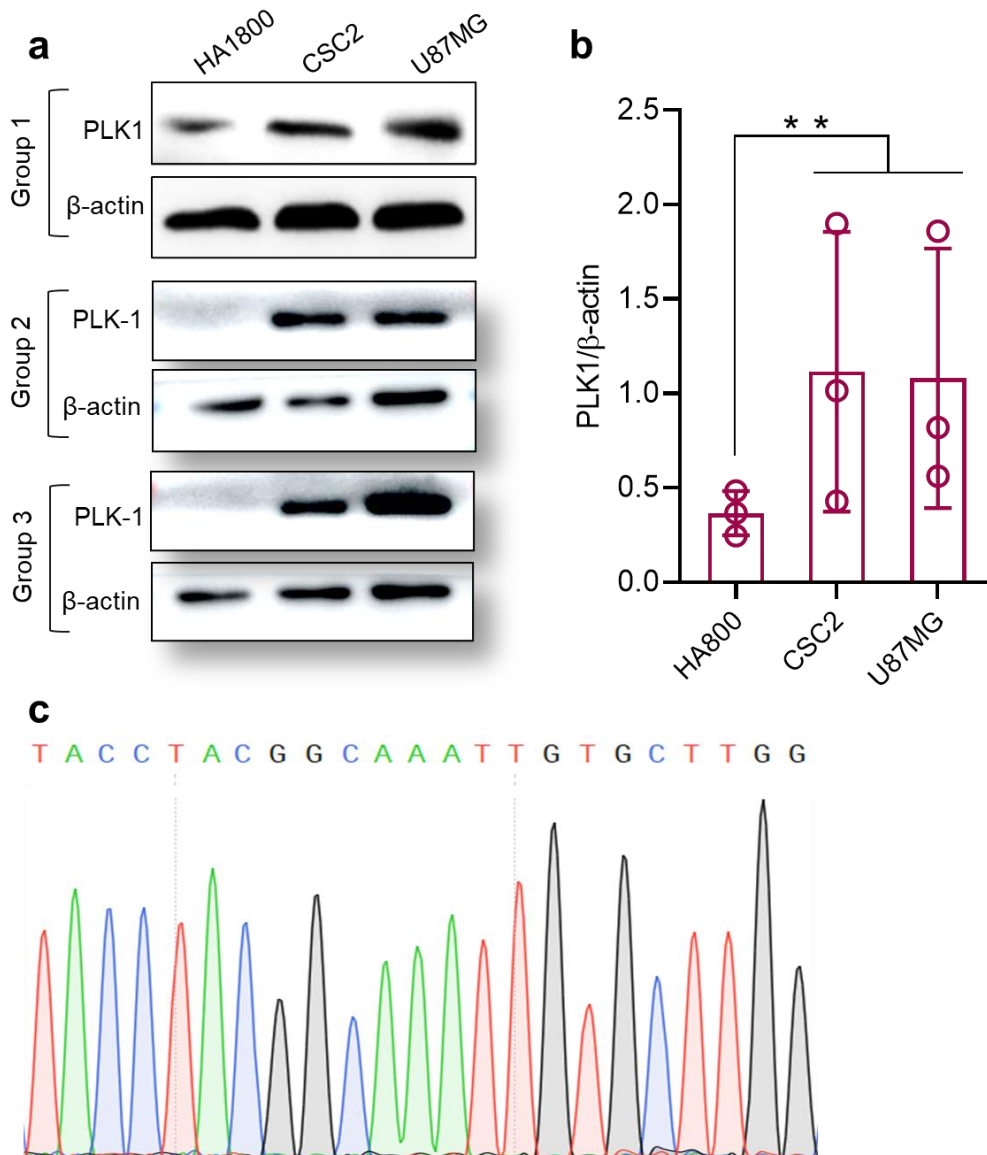 a
HA1800 CSC2 U87MG
Group 1
PLK1
β-actin
Group 2
PLK-1
β-actin
Group 3
PLK-1
β-actin
b
* *
PLK1/β-actin
2.5
2.0
1.5
1.0
0.5
0.0
HA800 CSC2 U87MG
c
T A C C T A C G G C A A A T T G T G C T T G G